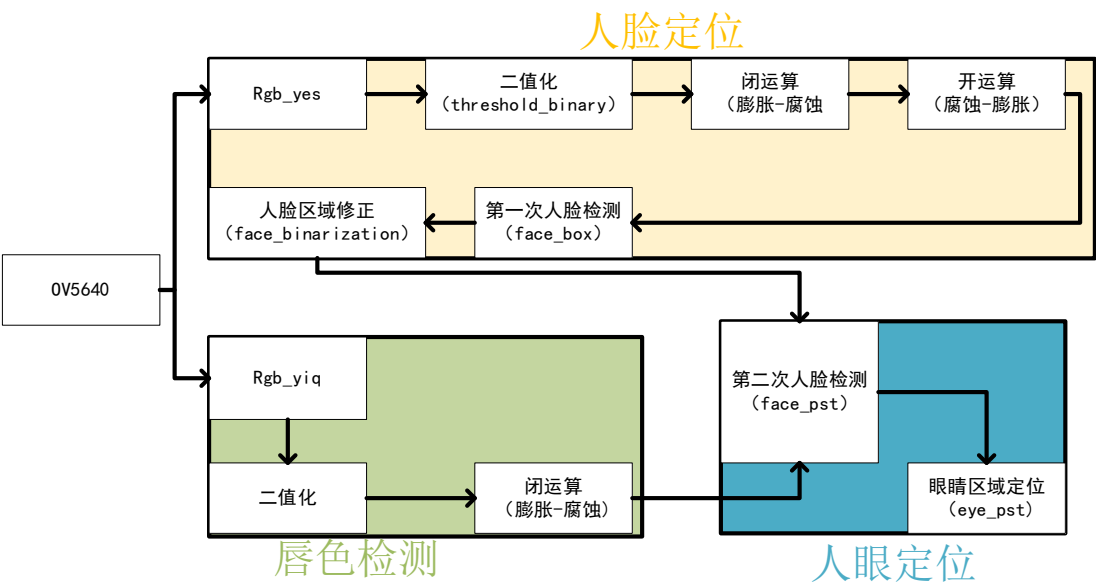 人脸定位
Rgb_yes
二值化
(threshold_binary)
闭运算
(膨胀-腐蚀
开运算
(腐蚀-膨胀)
人脸区域修正
(face_binarization)
第一次人脸检测
(face_box)
OV5640
Rgb_yiq
二值化
闭运算
(膨胀-腐蚀)
唇色检测
第二次人脸检测
(face_pst)
眼睛区域定位
(eye_pst)
人眼定位